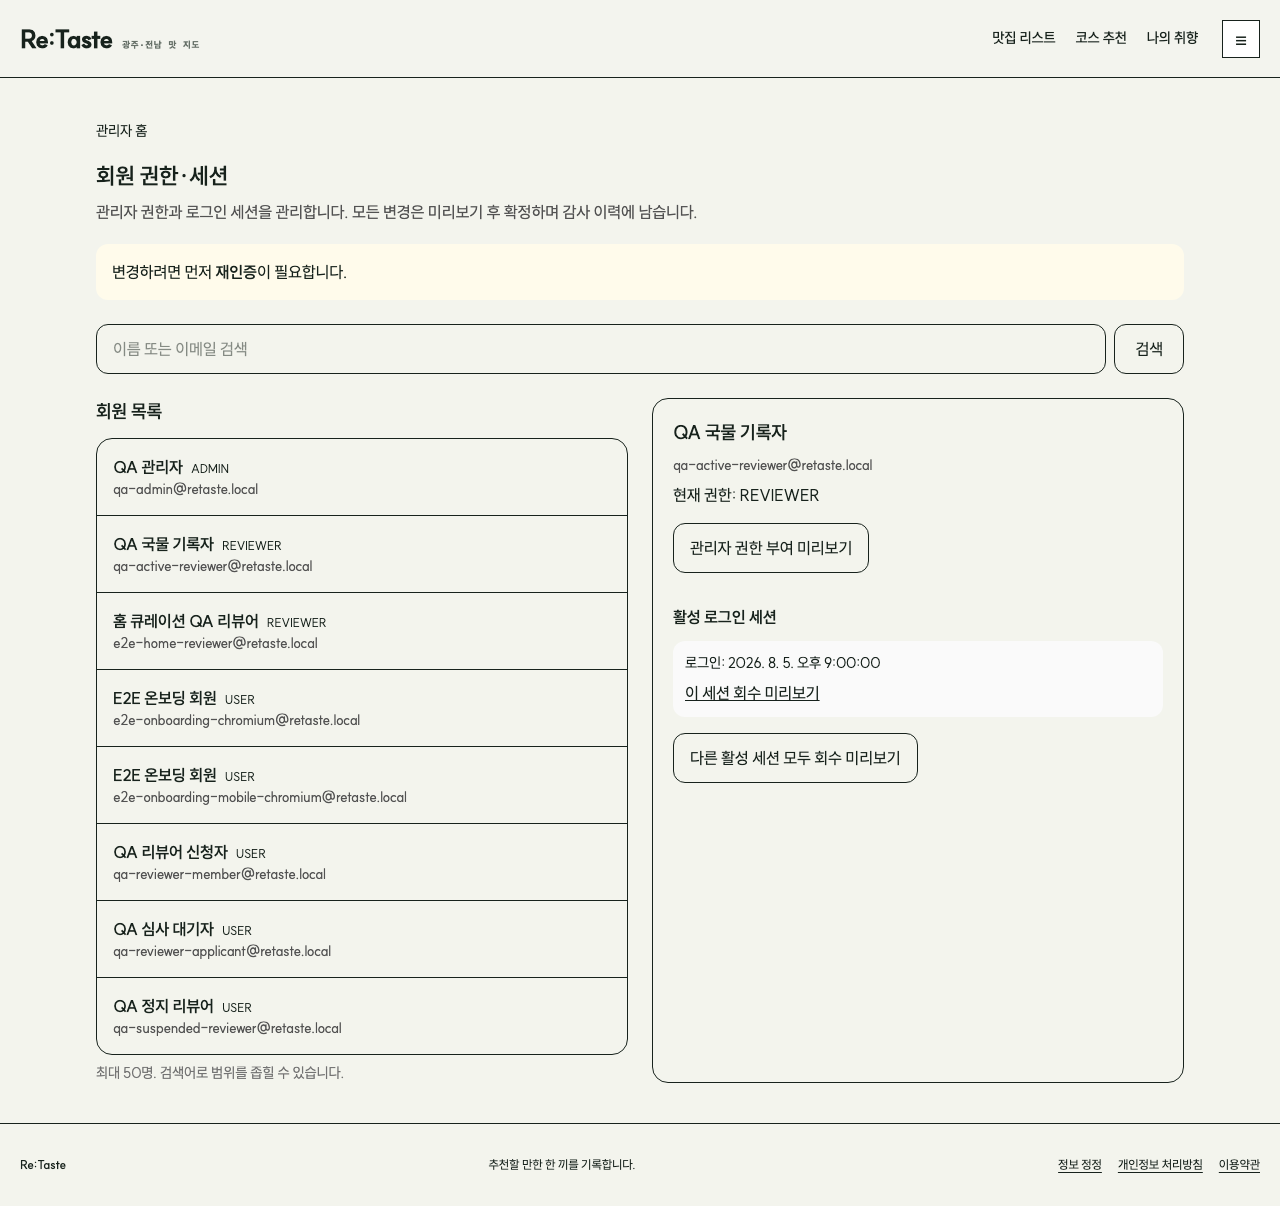 Re:Taste 광주·전남 맛 지도
맛집 리스트 코스 추천 나의 취향
관리자 홈
회원 권한·세션
관리자 권한과 로그인 세션을 관리합니다. 모든 변경은 미리보기 후 확정하며 감사 이력에 남습니다.
변경하려면 먼저 재인증이 필요합니다.
이름 또는 이메일 검색
검색
회원 목록
QA 관리자 ADMIN
qa-admin@retaste.local
QA 국물 기록자 REVIEWER
qa-active-reviewer@retaste.local
홈 큐레이션 QA 리뷰어 REVIEWER
e2e-home-reviewer@retaste.local
E2E 온보딩 회원 USER
e2e-onboarding-chromium@retaste.local
E2E 온보딩 회원 USER
e2e-onboarding-mobile-chromium@retaste.local
QA 리뷰어 신청자 USER
qa-reviewer-member@retaste.local
QA 심사 대기자 USER
qa-reviewer-applicant@retaste.local
QA 정지 리뷰어 USER
qa-suspended-reviewer@retaste.local
최대 50명. 검색어로 범위를 좁힐 수 있습니다.
QA 국물 기록자
qa-active-reviewer@retaste.local
현재 권한: REVIEWER
관리자 권한 부여 미리보기
활성 로그인 세션
로그인: 2026. 8. 5. 오후 9:00:00
이 세션 회수 미리보기
다른 활성 세션 모두 회수 미리보기
Re:Taste
추천할 만한 한 끼를 기록합니다.
정보 정정 개인정보 처리방침 이용약관